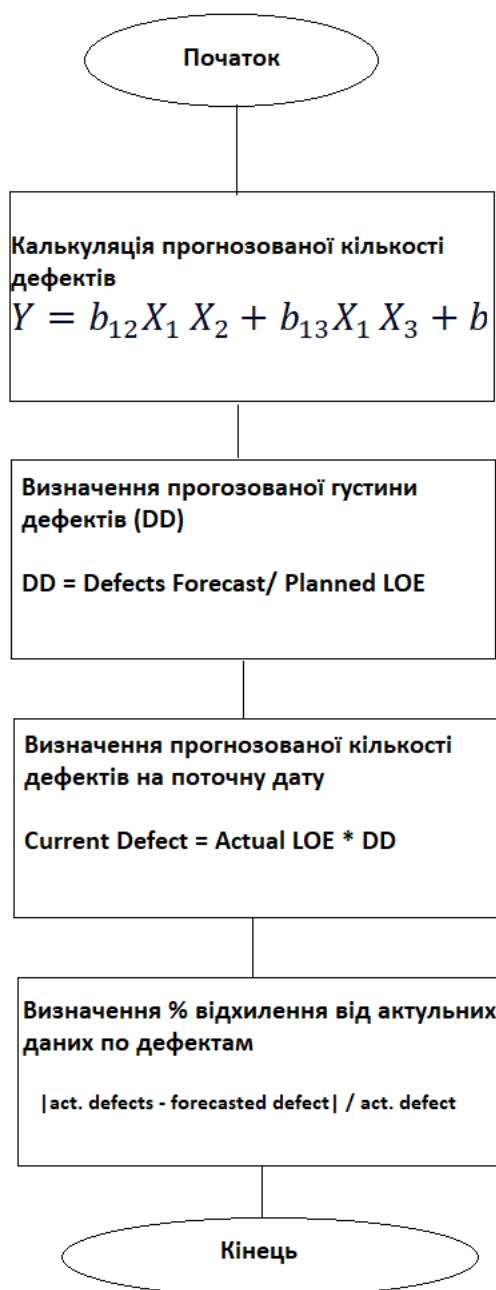 Початок
Калькуляція прогнозованої кількості
дефектів
Y = b₁₂X₁ X₂ + b₁₃X₁ X₃ + b
Визначення прогозованої густини
дефектів (DD)
DD = Defects Forecast/ Planned LOE
Визначення прогнозованої кількості
дефектів на поточну дату
Current Defect = Actual LOE * DD
Визначення % відхилення від актульних
даних по дефектам
|act. defects - forecasted defect| / act. defect
Кінець